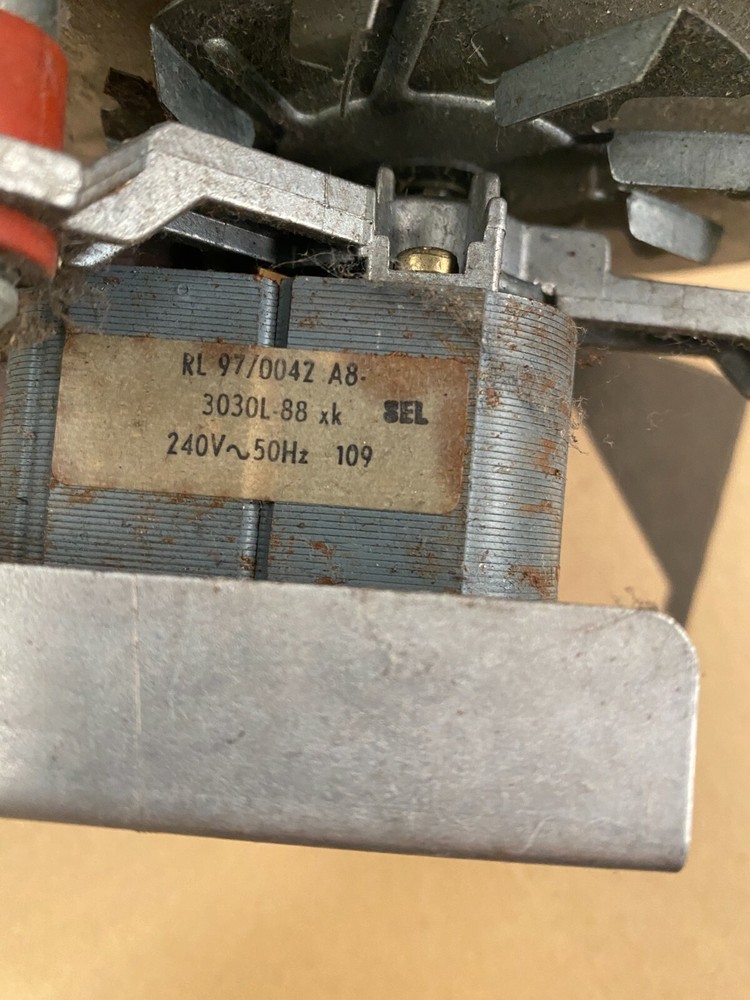 RL 97/0042 A8-
3030L-88 xk SEL
240V~50Hz 109